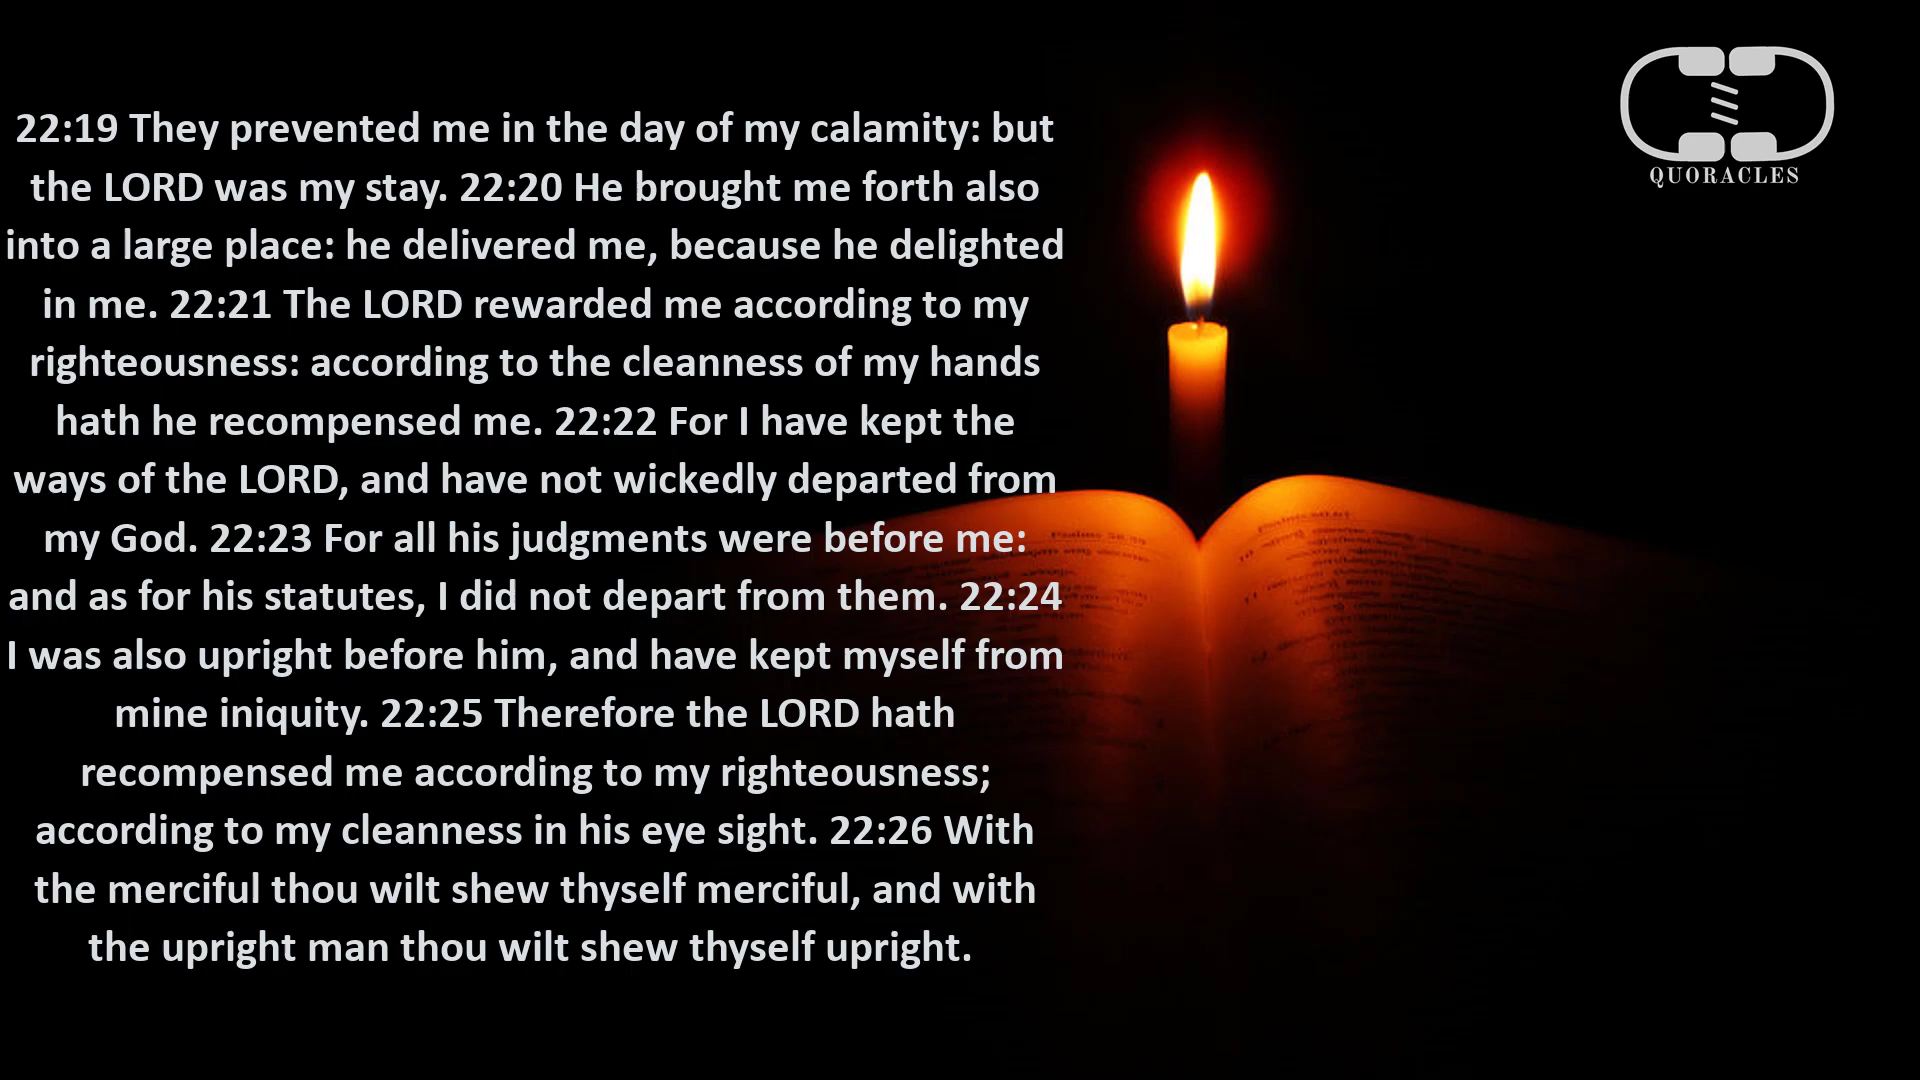 22:19 They prevented me in the day of my calamity: but
the LORD was my stay. 22:20 He brought me forth also
into a large place: he delivered me, because he delighted
in me. 22:21 The LORD rewarded me according to my
righteousness: according to the cleanness of my hands
hath he recompensed me. 22:22 For I have kept the
ways of the LORD, and have not wickedly departed from
my God. 22:23 For all his judgments were before me:
and as for his statutes, I did not depart from them. 22:24
I was also upright before him, and have kept myself from
mine iniquity. 22:25 Therefore the LORD hath
recompensed me according to my righteousness;
according to my cleanness in his eye sight. 22:26 With
the merciful thou wilt shew thyself merciful, and with
the upright man thou wilt shew thyself upright.
QUORACLES